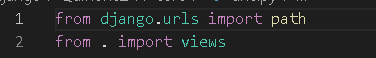 1 from django.urls import path
2 from . import views